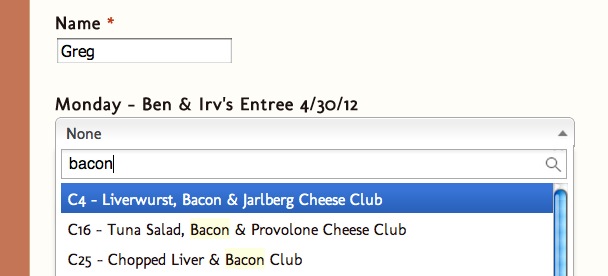 Name *
Greg
Monday - Ben & Irv's Entree 4/30/12
None
bacon
C4 - Liverwurst, Bacon & Jarlberg Cheese Club
C16 - Tuna Salad, Bacon & Provolone Cheese Club
C25 - Chopped Liver & Bacon Club